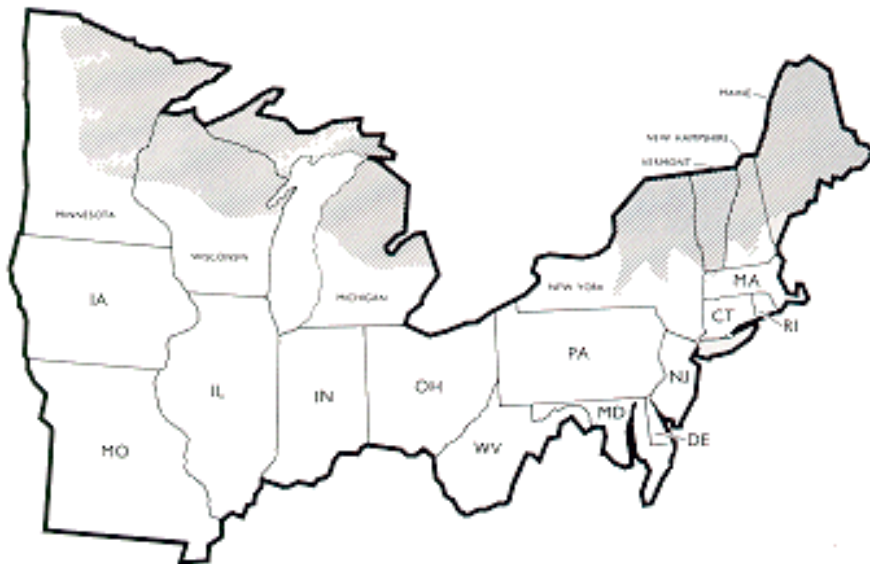 MAINE
NEW HAMPSHIRE
VERMONT
MINNESOTA
WISCONSIN
MICHIGAN
NEW YORK
MA
IA
CT
RI
PA
IL
IN
OH
NJ
MD
MO
WV
DE